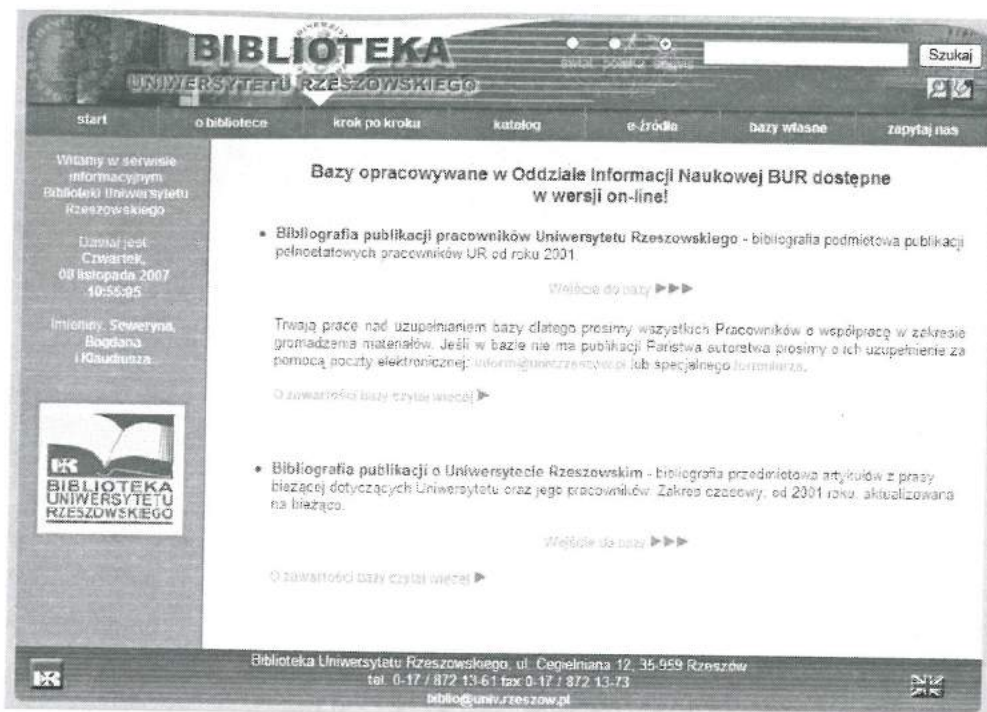 BIBLIOTEKA
UNIWERSYTETU RZESZOWSKIEGO
Szukaj
start
o bibliotece
krok po kroku
katalog
e-źródła
bazy własne
zapytaj nas
Witamy w serwisie
informacyjnym
Biblioteki Uniwersytetu
Rzeszowskiego
Dzisiaj jest:
Czwartek,
08 listopada 2007
10:55:05
Imieniny: Seweryna,
Bogdana
i Klaudiusza
BIBLIOTEKA
UNIWERSYTETU
RZESZOWSKIEGO
Bazy opracowywane w Oddziale Informacji Naukowej BUR dostępne
w wersji on-line!
• Bibliografia publikacji pracowników Uniwersytetu Rzeszowskiego - bibliografia podmiotowa publikacji
pełnoetatowych pracowników UR od roku 2001
Wejście do bazy ▶▶▶
Trwają prace nad uzupełnianiem bazy dlatego prosimy wszystkich Pracowników o współpracę w zakresie
gromadzenia materiałów. Jeśli w bazie nie ma publikacji Państwa autorstwa prosimy o ich uzupełnienie za
pomocą poczty elektronicznej: lub specjalnego formularza.
O zawartości bazy czytaj więcej ▶
• Bibliografia publikacji o Uniwersytecie Rzeszowskim - bibliografia przedmiotowa artykułów z prasy
bieżącej dotyczących Uniwersytetu oraz jego pracowników. Zakres czasowy: od 2001 roku, aktualizowana
na bieżąco.
Wejście do bazy ▶▶▶
O zawartości bazy czytaj więcej ▶
Biblioteka Uniwersytetu Rzeszowskiego, ul. Cegielniana 12, 35-959 Rzeszów
tel. 0-17 / 872 13-61 fax 0-17 / 872 13-73
biblio@univ.rzeszow.pl